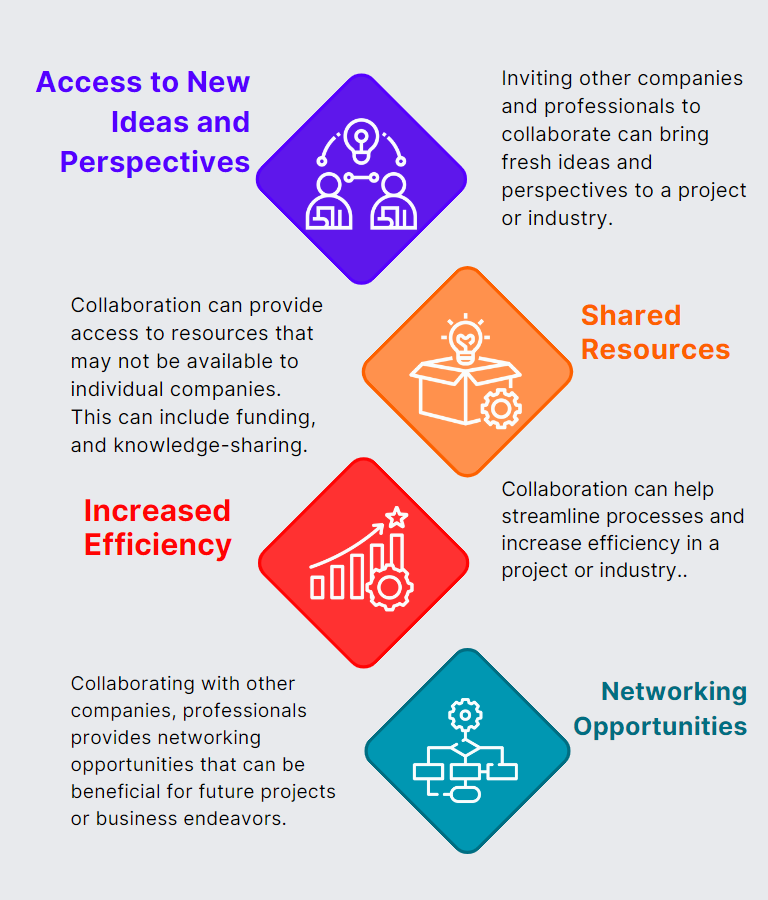 Access to New
Ideas and
Perspectives
Inviting other companies
and professionals to
collaborate can bring
fresh ideas and
perspectives to a project
or industry.
Shared
Resources
Collaboration can provide
access to resources that
may not be available to
individual companies.
This can include funding,
and knowledge-sharing.
Increased
Efficiency
Collaboration can help
streamline processes and
increase efficiency in a
project or industry..
Networking
Opportunities
Collaborating with other
companies, professionals
provides networking
opportunities that can be
beneficial for future projects
or business endeavors.